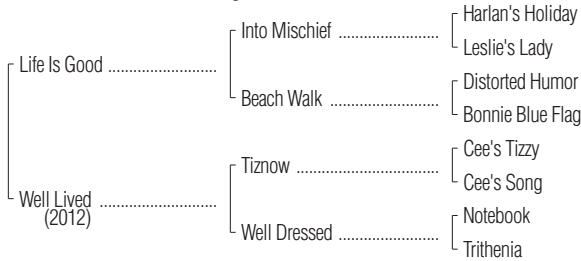 Harlan's Holiday
Into Mischief ....................
Leslie's Lady
Life Is Good ......................
Distorted Humor
Beach Walk ......................
Bonnie Blue Flag
Cee's Tizzy
Tiznow .............................
Cee's Song
Well Lived ........................
(2012)
Notebook
Well Dressed ....................
Trithenia